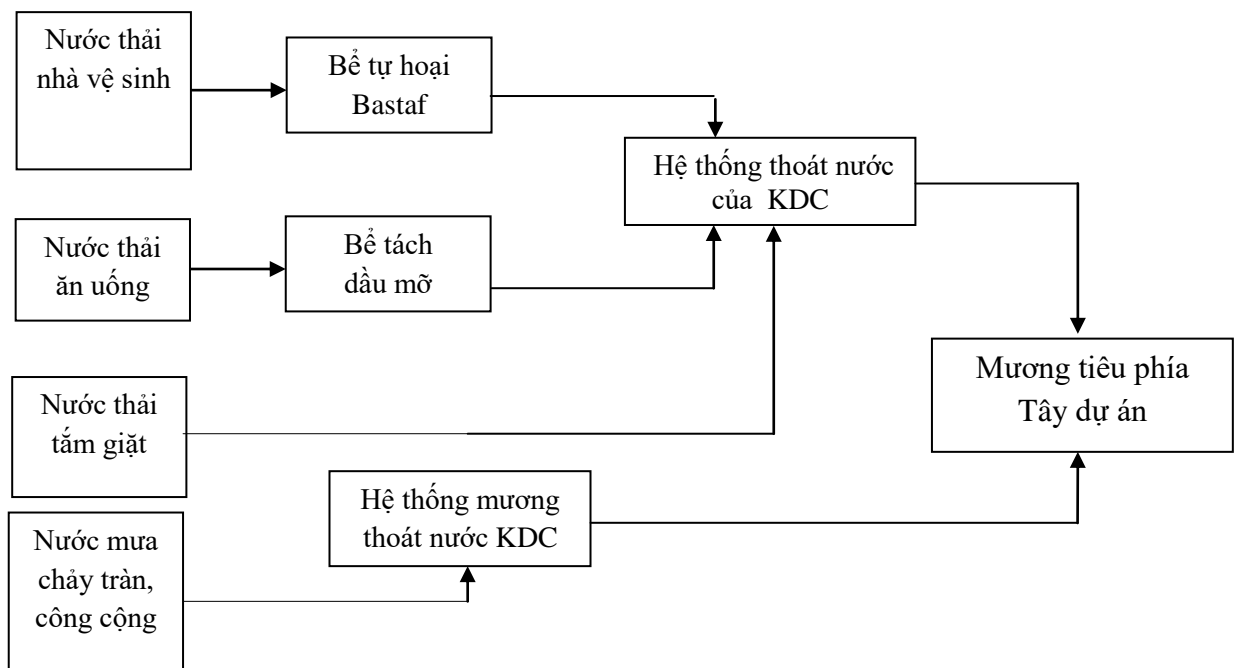 Nước thải
nhà vệ sinh
Bể tự hoại
Bastaf
Hệ thống thoát nước
của KDC
Nước thải
ăn uống
Bể tách
dầu mỡ
Mương tiêu phía
Tây dự án
Nước thải
tắm giặt
Hệ thống mương
thoát nước KDC
Nước mưa
chảy tràn,
công cộng